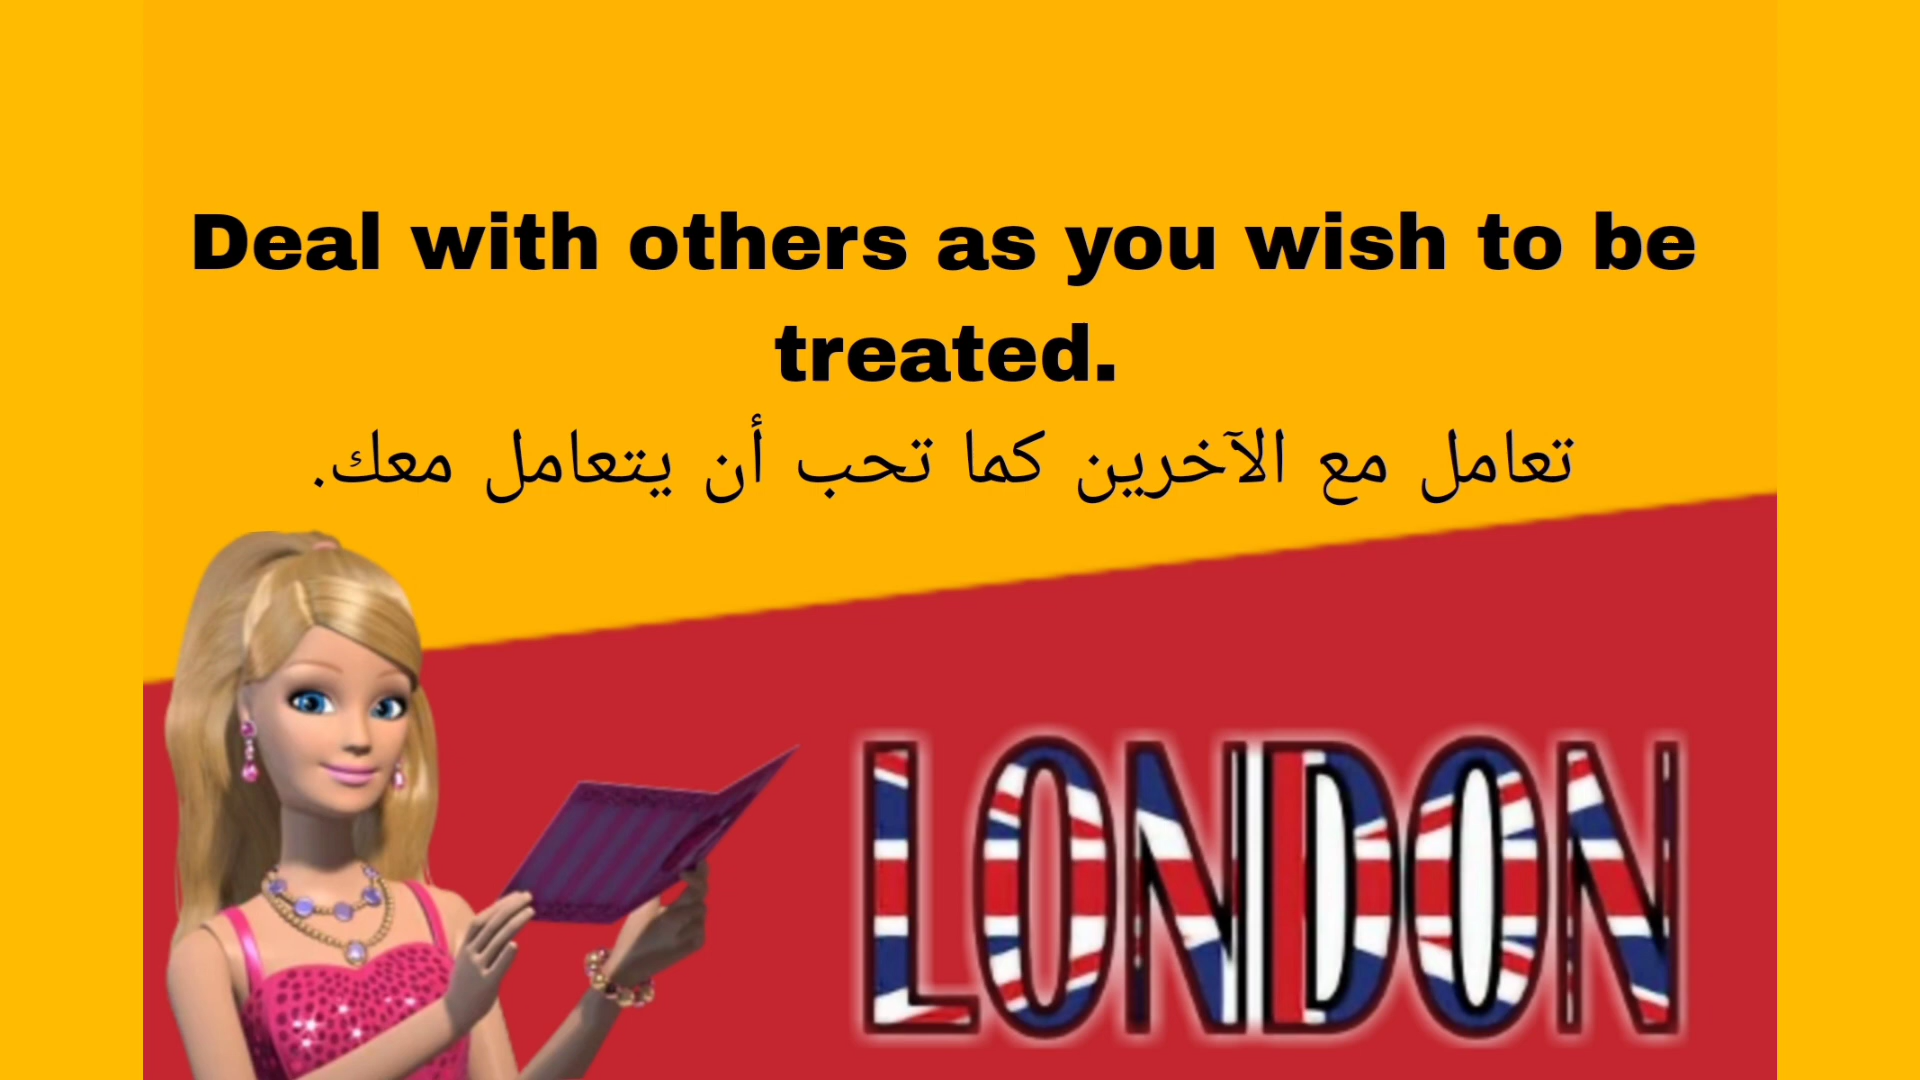 Deal with others as you wish to be
treated.
تعامل مع الآخرين كما تحب أن يتعامل معك.
LONDON